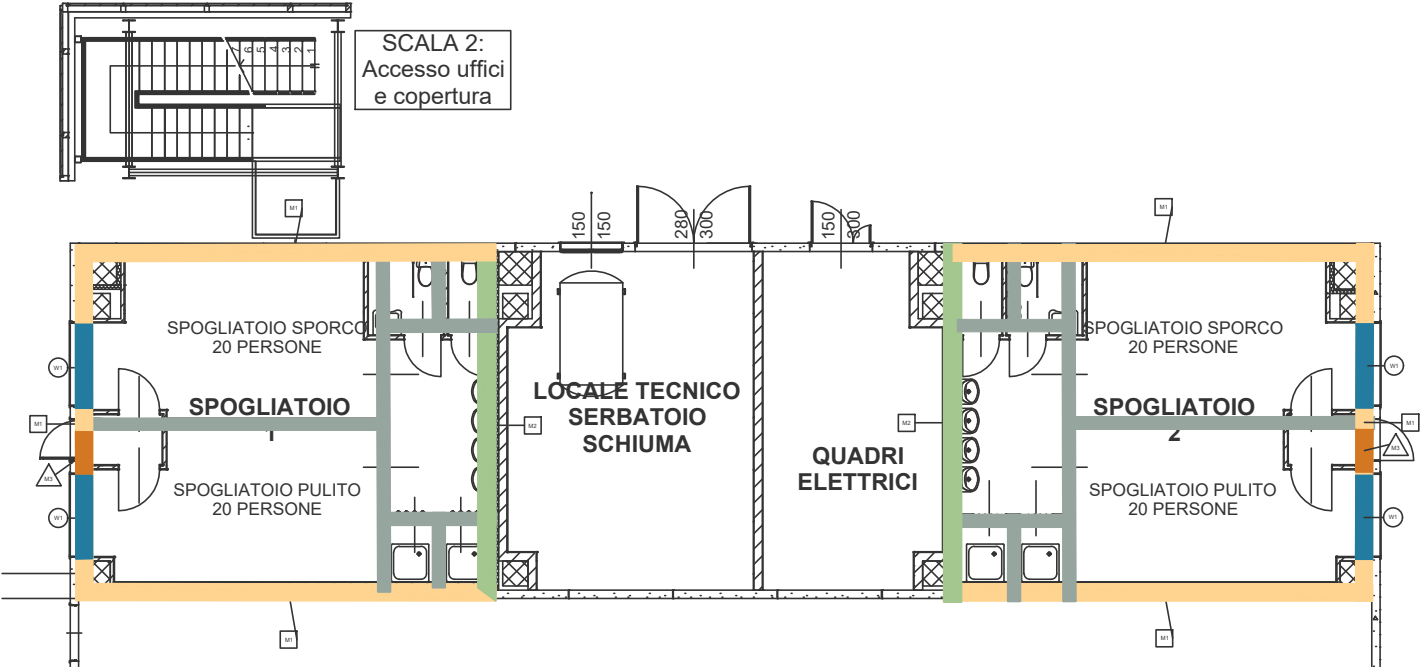 7
6
5
4
3
2
1
SCALA 2:
Accesso uffici
e copertura
M1
M1
150
150
280
300
150
300
SPOGLIATOIO SPORCO
20 PERSONE
SPOGLIATOIO SPORCO
20 PERSONE
W1
W1
LOCALE TECNICO
SERBATOIO
SCHIUMA
SPOGLIATOIO
1
SPOGLIATOIO
2
M1
M2
M2
M1
QUADRI
ELETTRICI
M3
M3
SPOGLIATOIO PULITO
20 PERSONE
SPOGLIATOIO PULITO
20 PERSONE
W1
W1
M1
M1